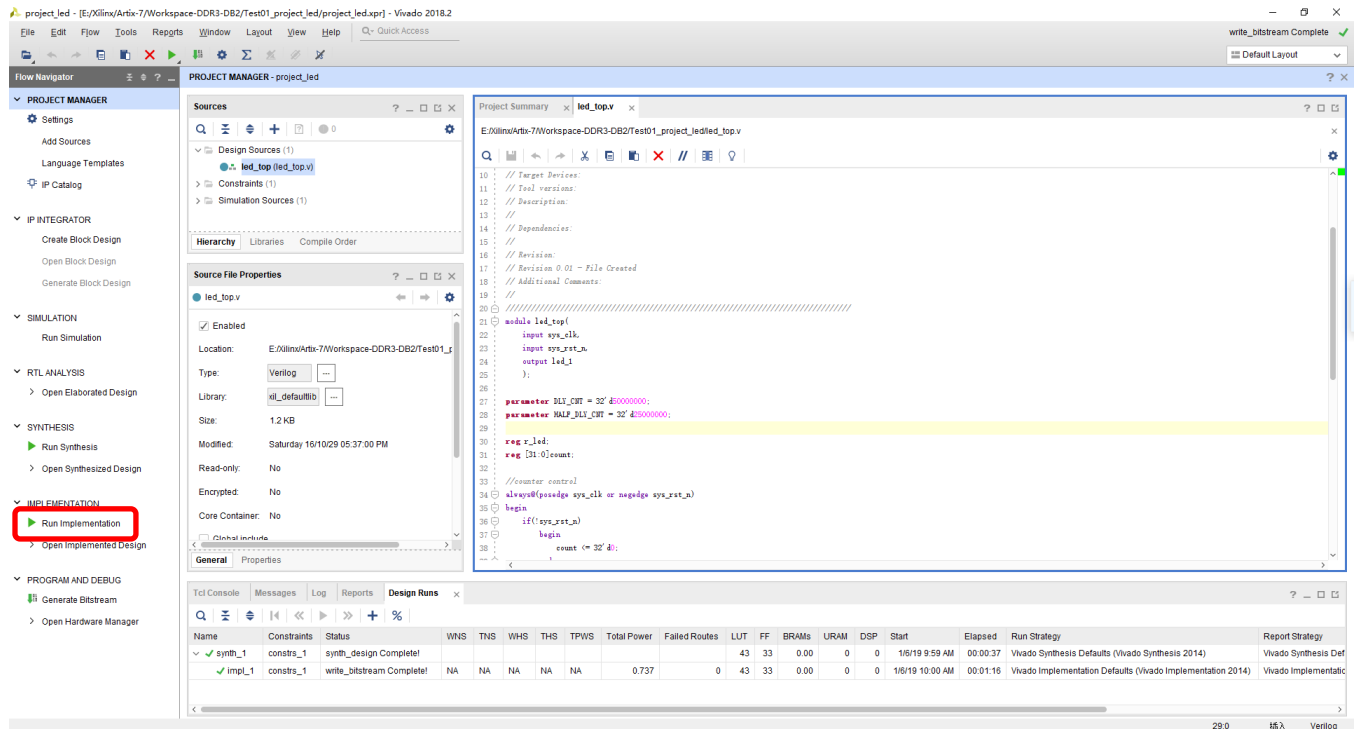 project_led - [E:/Xilinx/Artix-7/Workspace-DDR3-DB2/Test01_project_led/project_led.xpr] - Vivado 2018.2
File Edit Flow Tools Reports Window Layout View Help Quick Access
write_bitstream Complete
Default Layout
Flow Navigator
PROJECT MANAGER - project_led
PROJECT MANAGER
Settings
Add Sources
Language Templates
IP Catalog
IP INTEGRATOR
Create Block Design
Open Block Design
Generate Block Design
SIMULATION
Run Simulation
RTL ANALYSIS
Open Elaborated Design
SYNTHESIS
Run Synthesis
Open Synthesized Design
IMPLEMENTATION
Run Implementation
Open Implemented Design
PROGRAM AND DEBUG
Generate Bitstream
Open Hardware Manager
Sources
0
Design Sources (1)
led_top (led_top.v)
Constraints (1)
Simulation Sources (1)
Hierarchy Libraries Compile Order
Source File Properties
led_top.v
Enabled
Location: E:/Xilinx/Artix-7/Workspace-DDR3-DB2/Test01_p
Type: Verilog ...
Library: xil_defaultlib ...
Size: 1.2 KB
Modified: Saturday 16/10/29 05:37:00 PM
Read-only: No
Encrypted: No
Core Container: No
Global include
General Properties
Project Summary led_top.v
E:/Xilinx/Artix-7/Workspace-DDR3-DB2/Test01_project_led/led_top.v
10 // Target Devices:
11 // Tool versions:
12 // Description:
13 //
14 // Dependencies:
15 //
16 // Revision:
17 // Revision 0.01 - File Created
18 // Additional Comments:
19 //
20 //////////////////////////////////////////////////////////////////////////////////
21 module led_top(
22 input sys_clk,
23 input sys_rst_n,
24 output led_1
25 );
26
27 parameter DLY_CNT = 32'd50000000;
28 parameter HALF_DLY_CNT = 32'd25000000;
29
30 reg r_led;
31 reg [31:0]count;
32
33 //counter control
34 always@(posedge sys_clk or negedge sys_rst_n)
35 begin
36 if(!sys_rst_n)
37 begin
38 count <= 32'd0;
Tcl Console Messages Log Reports Design Runs
Name Constraints Status WNS TNS WHS THS TPWS Total Power Failed Routes LUT FF BRAMs URAM DSP Start Elapsed Run Strategy Report Strategy
synth_1 constrs_1 synth_design Complete! 43 33 0.00 0 0 1/6/19 9:59 AM 00:00:37 Vivado Synthesis Defaults (Vivado Synthesis 2014) Vivado Synthesis Def
impl_1 constrs_1 write_bitstream Complete! NA NA NA NA NA 0.737 0 43 33 0.00 0 0 1/6/19 10:00 AM 00:01:16 Vivado Implementation Defaults (Vivado Implementation 2014) Vivado Implementatic
29:0 插入 Verilog